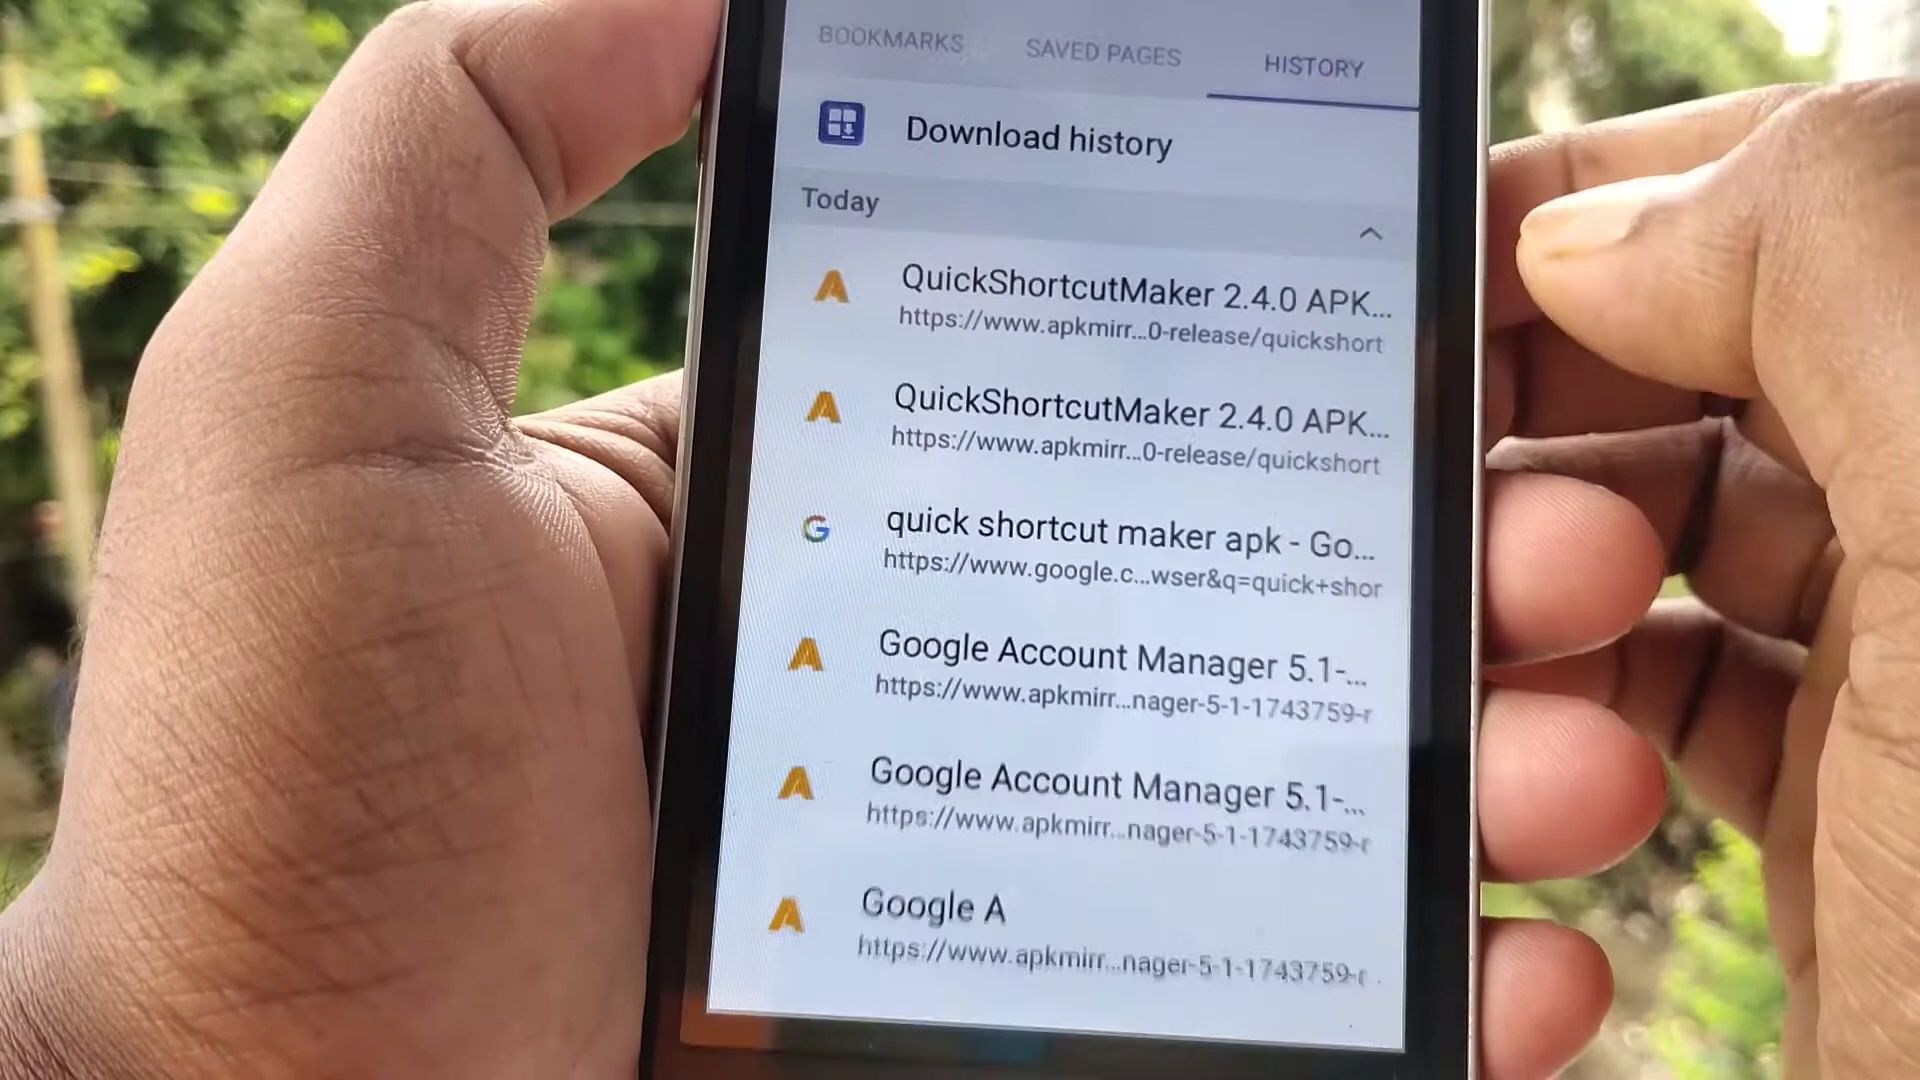 BOOKMARKS SAVED PAGES HISTORY
Download history
Today
QuickShortcutMaker 2.4.0 APK...
https://www.apkmirr...0-release/quickshort
QuickShortcutMaker 2.4.0 APK...
https://www.apkmirr...0-release/quickshort
quick shortcut maker apk - Go...
https://www.google.c...wser&q=quick+shor
Google Account Manager 5.1-...
https://www.apkmirr...nager-5-1-1743759-r
Google Account Manager 5.1-...
https://www.apkmirr...nager-5-1-1743759-r
Google A
https://www.apkmirr...nager-5-1-1743759-r